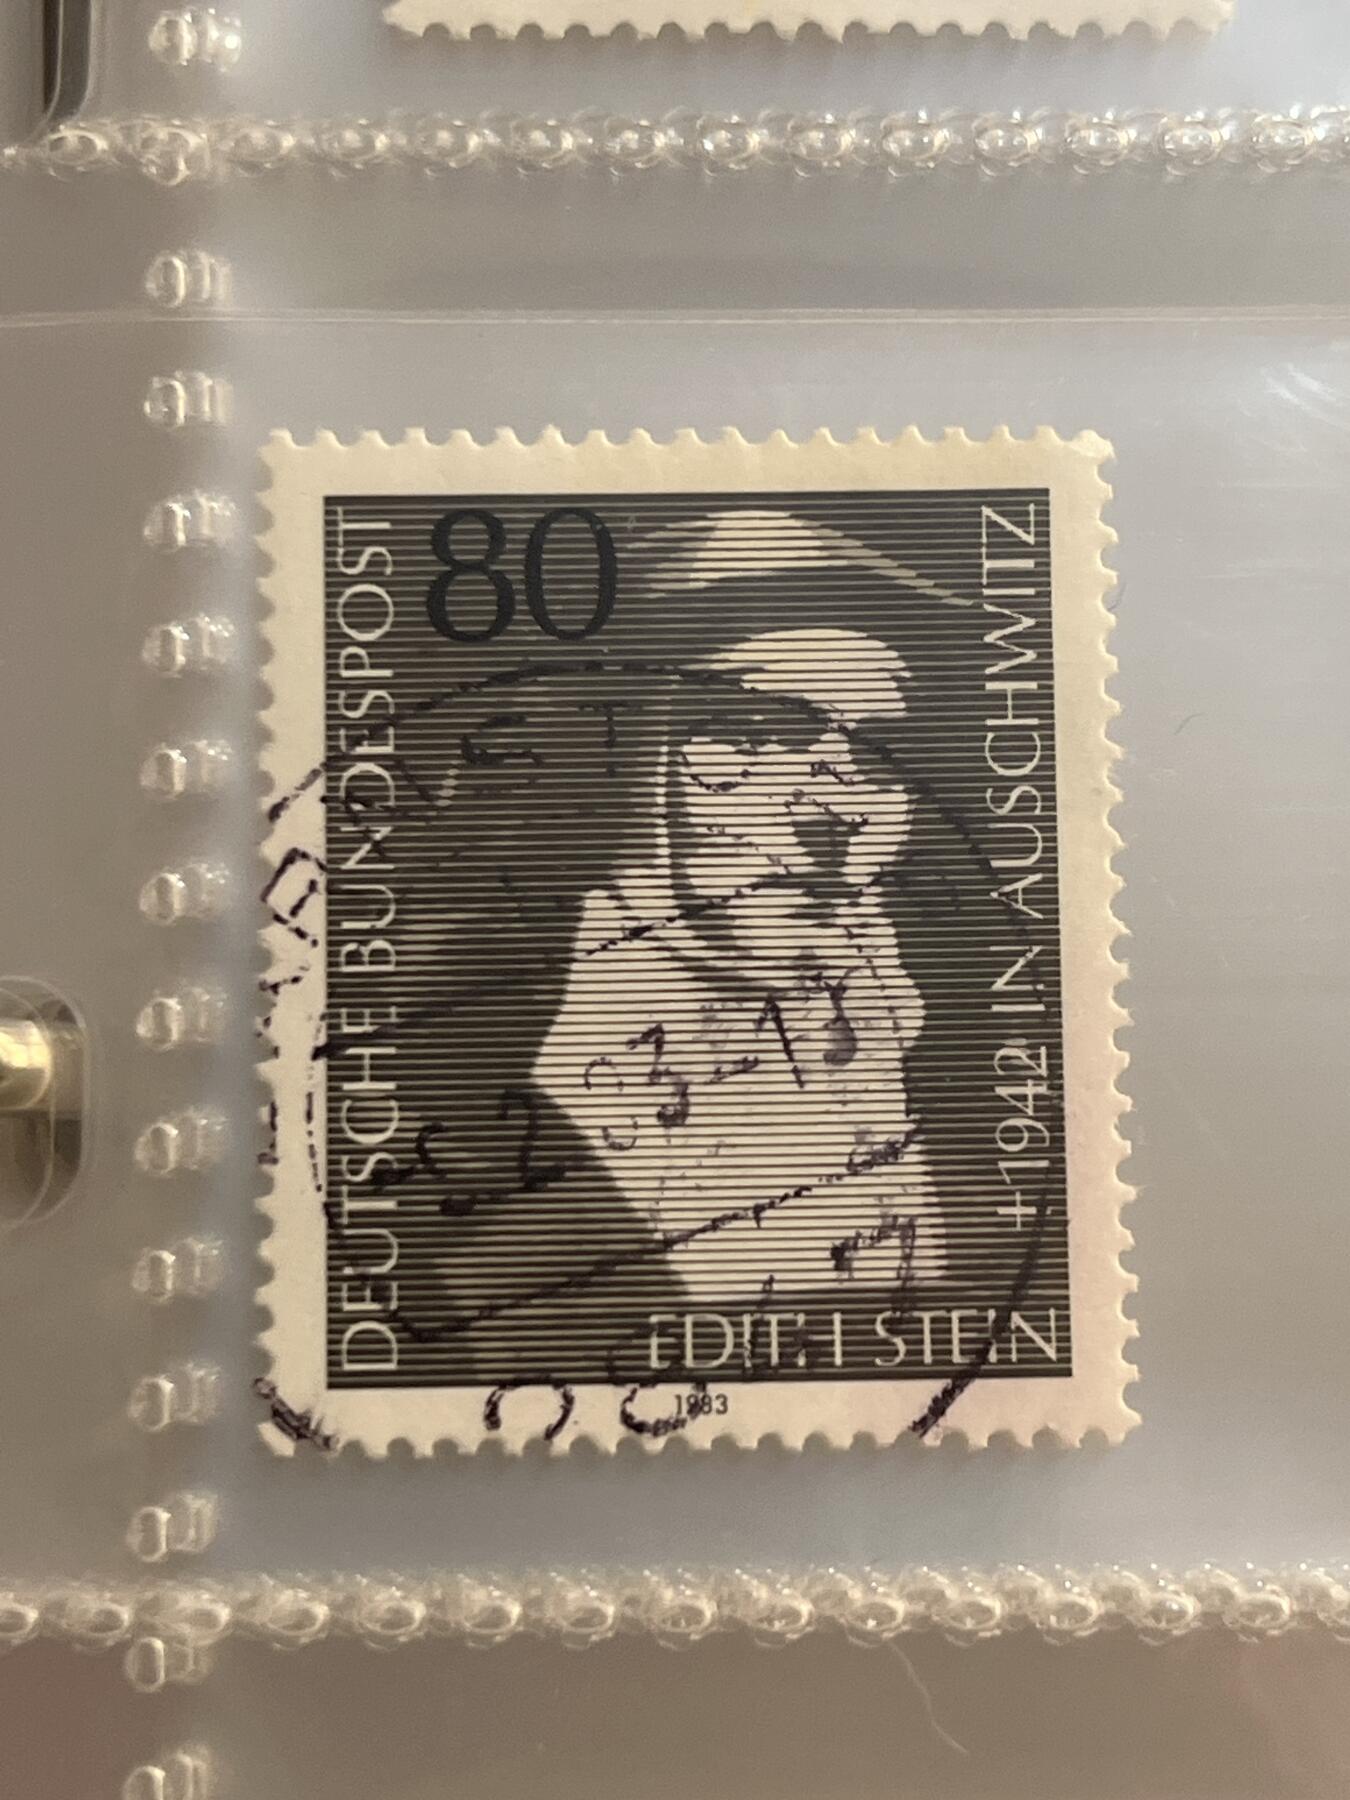 DEUTSCHE BUNDESPOST
80
+1942 IN AUSCHWITZ
EDITH STEIN
1983